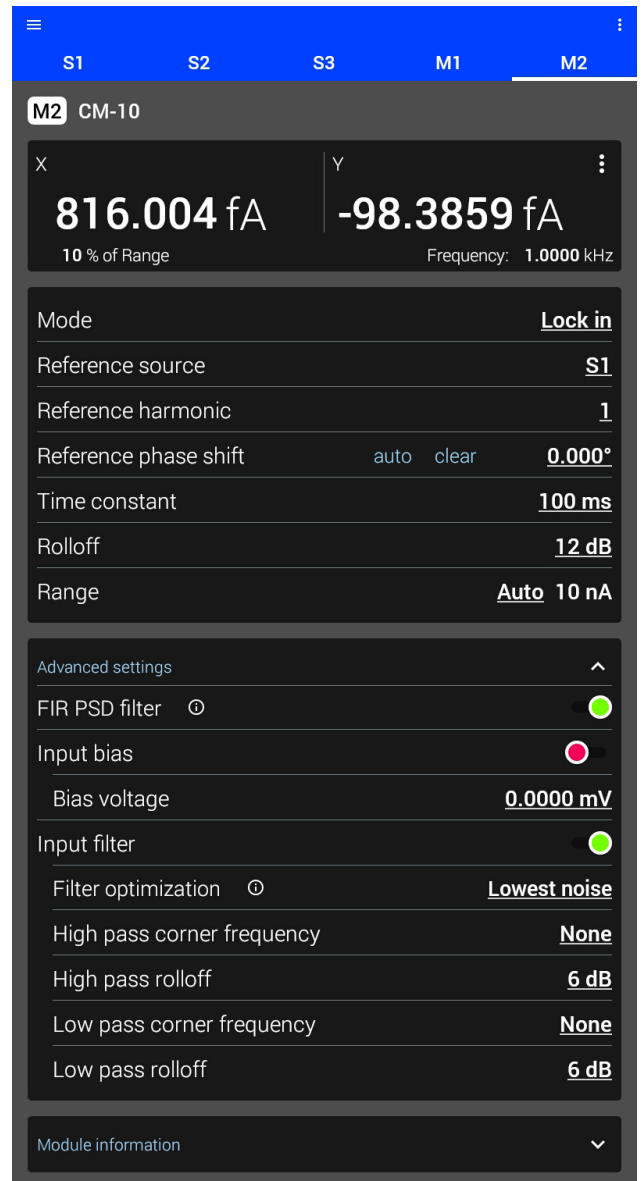 S1 S2 S3 M1 M2
M2 CM-10
X Y
816.004 fA -98.3859 fA
10 % of Range Frequency: 1.0000 kHz
Mode Lock in
Reference source S1
Reference harmonic 1
Reference phase shift auto clear 0.000°
Time constant 100 ms
Rolloff 12 dB
Range Auto 10 nA
Advanced settings
FIR PSD filter
Input bias
Bias voltage 0.0000 mV
Input filter
Filter optimization Lowest noise
High pass corner frequency None
High pass rolloff 6 dB
Low pass corner frequency None
Low pass rolloff 6 dB
Module information